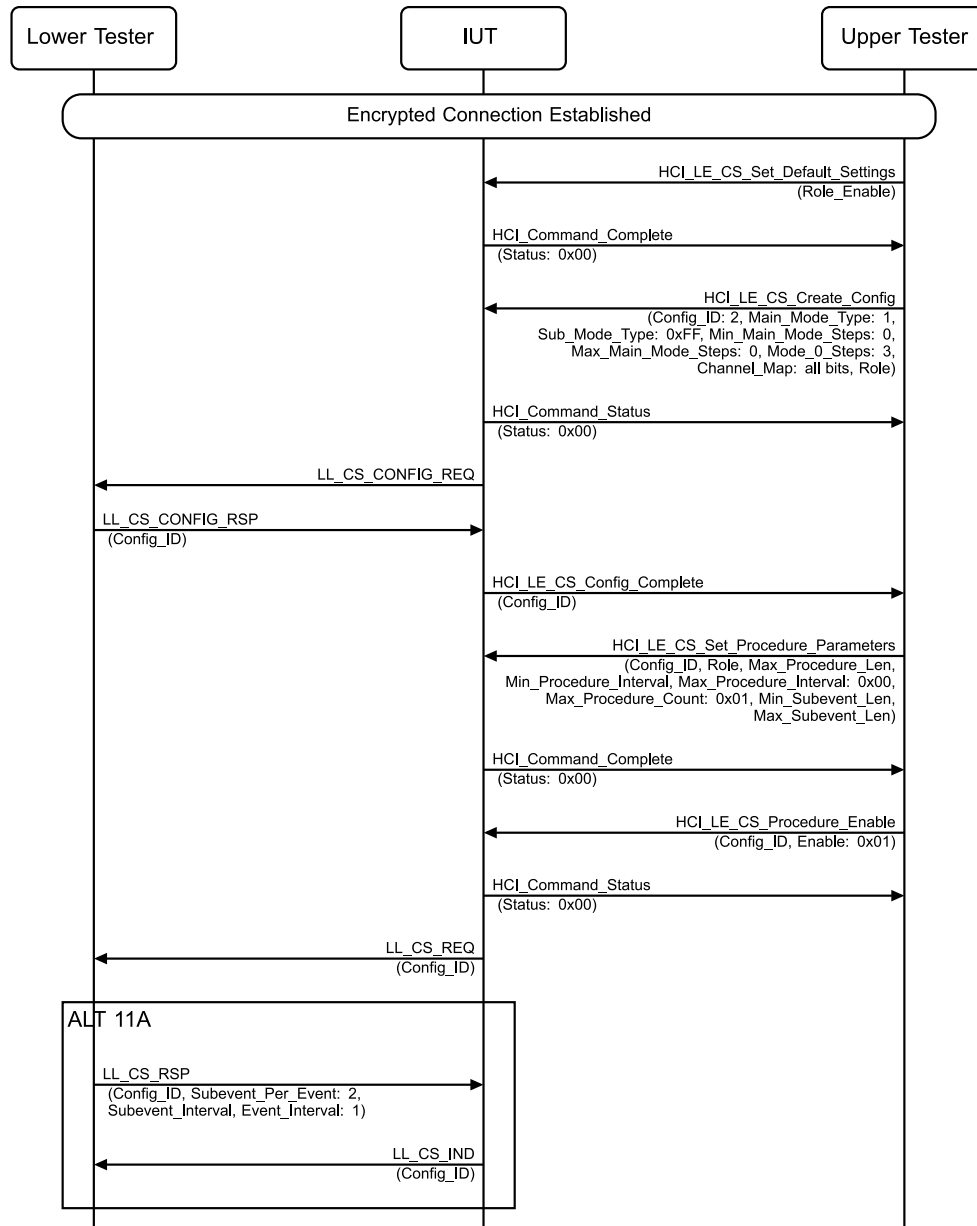 Lower Tester
IUT
Upper Tester
Encrypted Connection Established
HCI_LE_CS_Set_Default_Settings
(Role_Enable)
HCI_Command_Complete
(Status: 0x00)
HCI_LE_CS_Create_Config
(Config_ID: 2, Main_Mode_Type: 1,
Sub_Mode_Type: 0xFF, Min_Main_Mode_Steps: 0,
Max_Main_Mode_Steps: 0, Mode_0_Steps: 3,
Channel_Map: all bits, Role)
HCI_Command_Status
(Status: 0x00)
LL_CS_CONFIG_REQ
LL_CS_CONFIG_RSP
(Config_ID)
HCI_LE_CS_Config_Complete
(Config_ID)
HCI_LE_CS_Set_Procedure_Parameters
(Config_ID, Role, Max_Procedure_Len,
Min_Procedure_Interval, Max_Procedure_Interval: 0x00,
Max_Procedure_Count: 0x01, Min_Subevent_Len,
Max_Subevent_Len)
HCI_Command_Complete
(Status: 0x00)
HCI_LE_CS_Procedure_Enable
(Config_ID, Enable: 0x01)
HCI_Command_Status
(Status: 0x00)
LL_CS_REQ
(Config_ID)
ALT 11A
LL_CS_RSP
(Config_ID, Subevent_Per_Event: 2,
Subevent_Interval, Event_Interval: 1)
LL_CS_IND
(Config_ID)